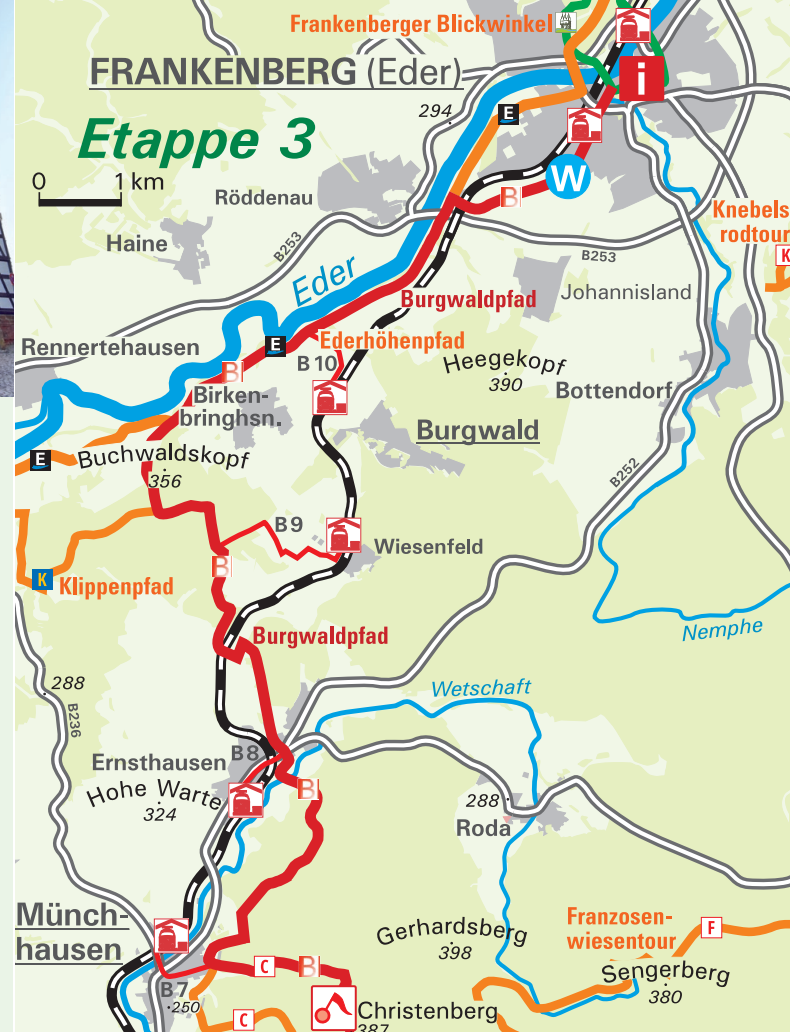 Frankenberger Blickwinkel
FRANKENBERG (Eder)
i
294
E
Etappe 3
0 1 km
W
Röddenau
B
Knebels
rodtour
K
Haine
B253
B253
Eder
Burgwaldpfad
Johannisland
Rennertehausen
E
Ederhöhenpfad
B 10
Heegekopf
390
B
Birken-
bringhsn.
Bottendorf
Burgwald
E
Buchwaldskopf
356
B252
B 9
Wiesenfeld
B
K
Klippenpfad
Burgwaldpfad
Nemphe
288
B236
Wetschaft
Ernsthausen
B 8
B
Hohe Warte
324
288
Roda
Münch-
hausen
Franzosen-
wiesentour
F
Gerhardsberg
398
C
B
Sengerberg
380
B 7
250
C
Christenberg
387